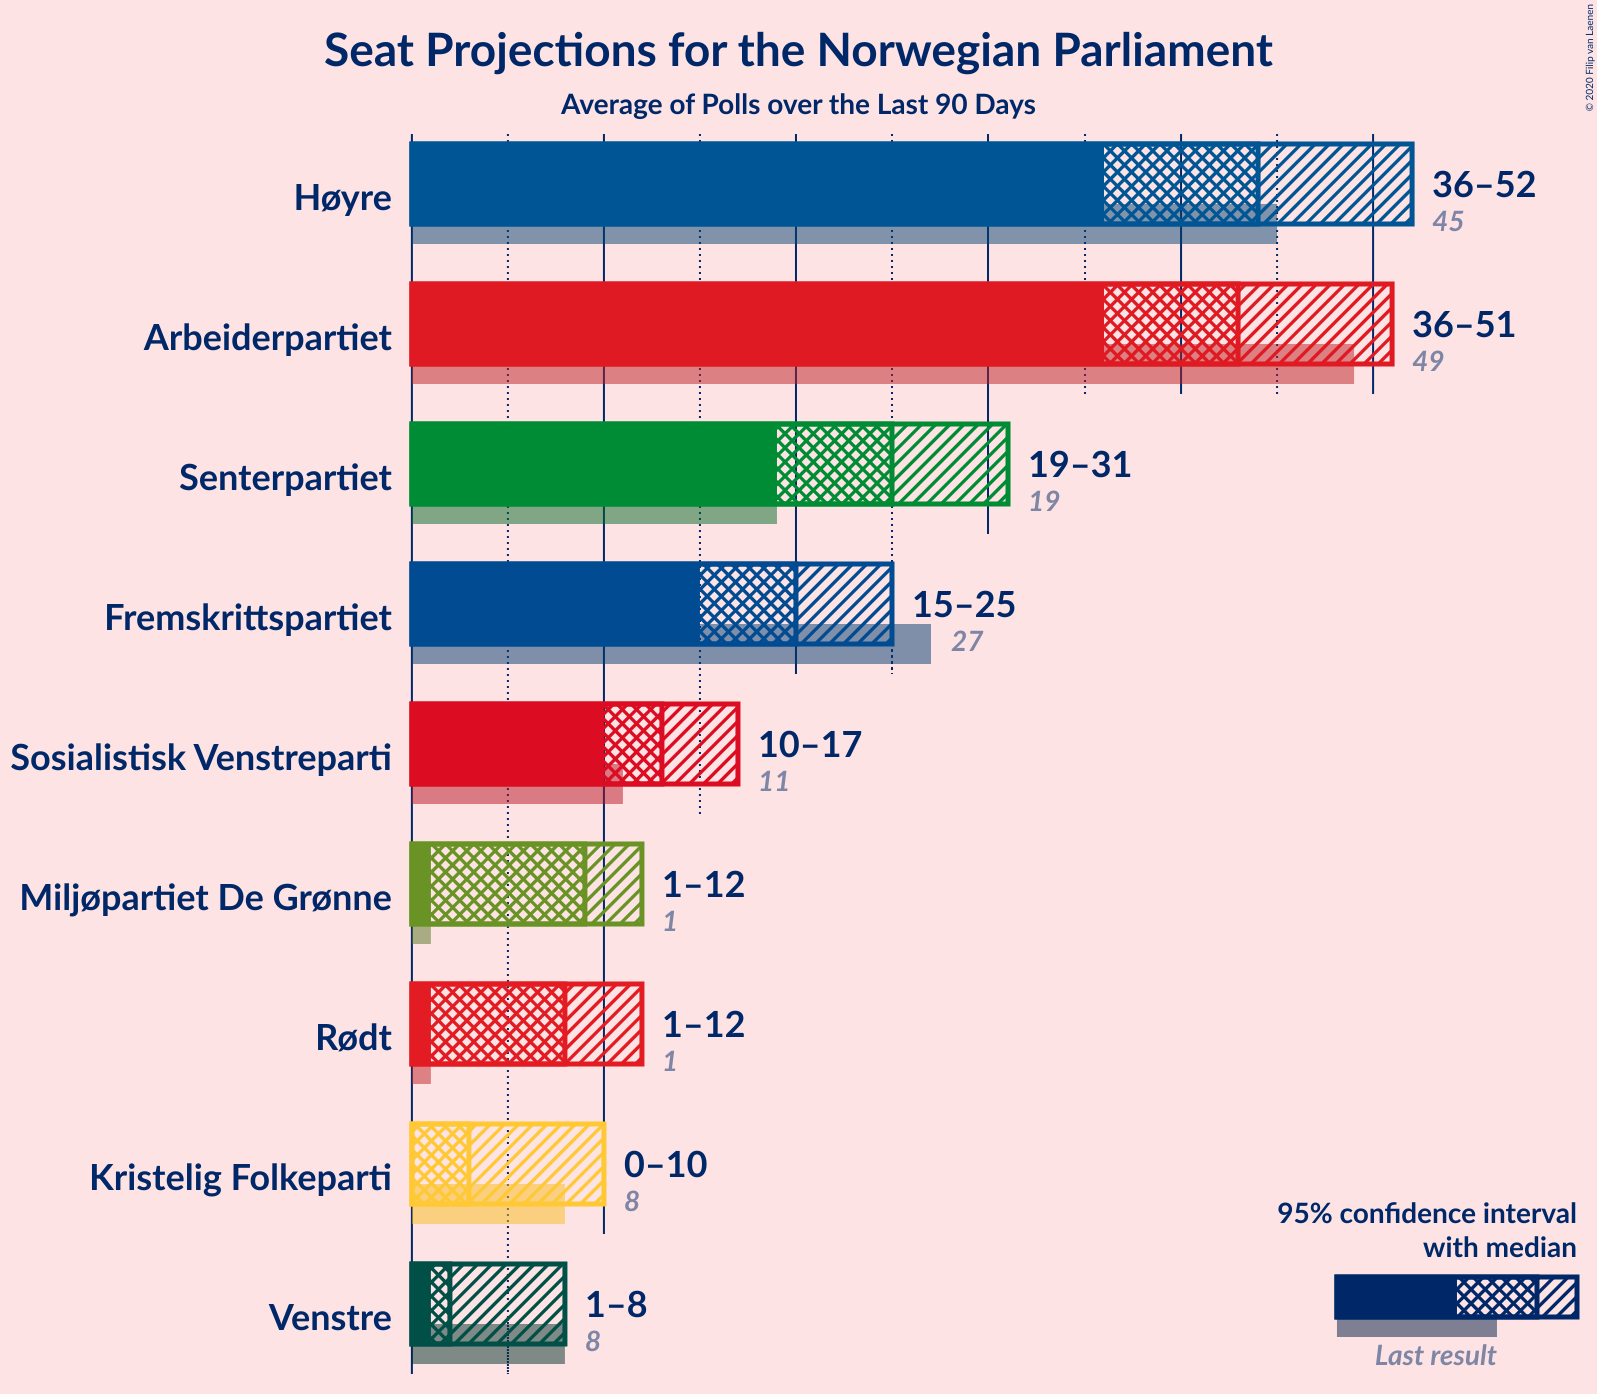 Seat Projections for the Norwegian Parliament
Average of Polls over the Last 90 Days
© 2020 Filip van Laenen
Høyre
36–52
45
Arbeiderpartiet
36–51
49
Senterpartiet
19–31
19
Fremskrittspartiet
15–25
27
Sosialistisk Venstreparti
10–17
11
Miljøpartiet De Grønne
1–12
1
Rødt
1–12
1
Kristelig Folkeparti
0–10
8
Venstre
1–8
8
95% confidence interval
with median
Last result